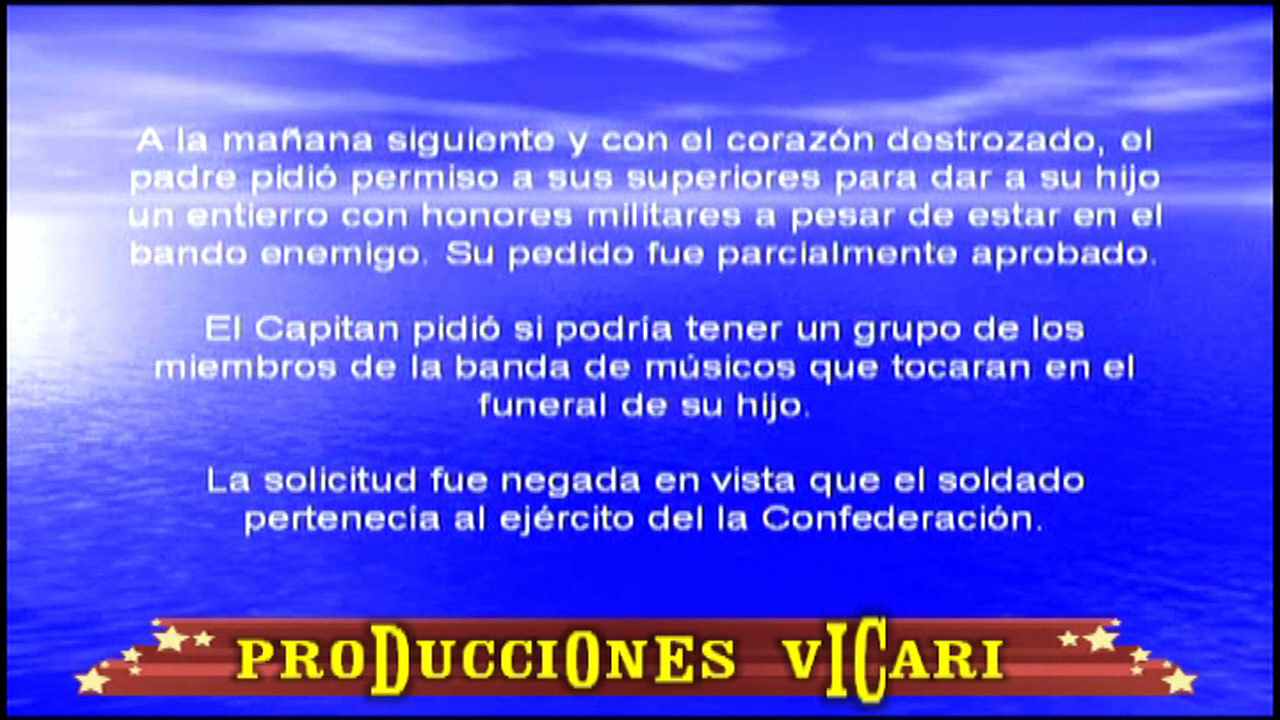 A la mañana siguiente y con el corazón destrozado, el
padre pidió permiso a sus superiores para dar a su hijo
un entierro con honores militares a pesar de estar en el
bando enemigo. Su pedido fue parcialmente aprobado.
El Capitan pidió si podría tener un grupo de los
miembros de la banda de músicos que tocaran en el
funeral de su hijo.
La solicitud fue negada en vista que el soldado
pertenecía al ejército del la Confederación.
PRODUCCIONES VICARI